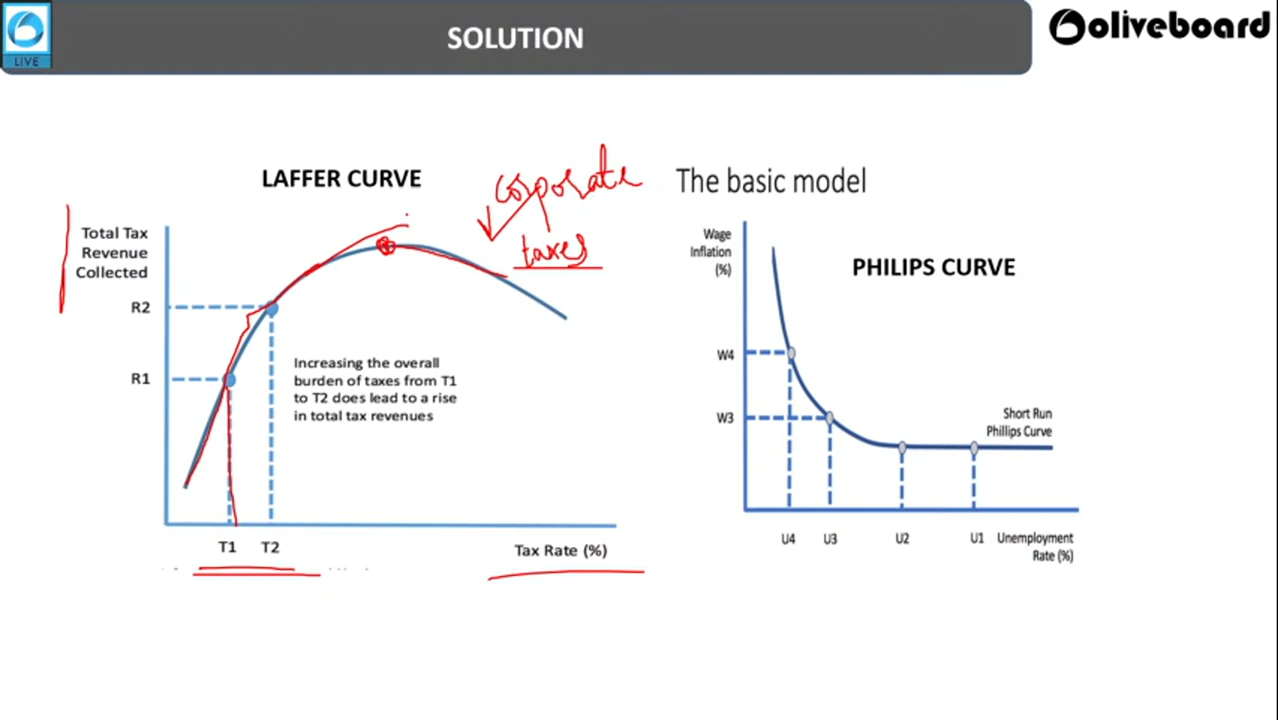 LIVE
SOLUTION
oliveboard
LAFFER CURVE
corporate
taxes
Total Tax
Revenue
Collected
R2
R1
Increasing the overall
burden of taxes from T1
to T2 does lead to a rise
in total tax revenues
T1 T2
Tax Rate (%)
The basic model
Wage
Inflation
(%)
PHILIPS CURVE
W4
W3
Short Run
Phillips Curve
U4 U3 U2 U1
Unemployment
Rate (%)